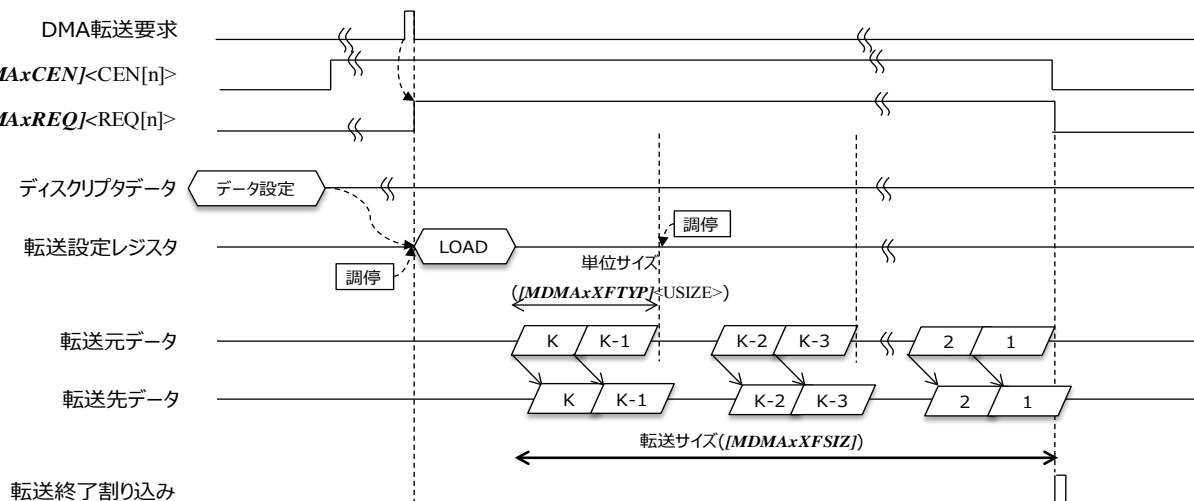 DMA転送要求
MAxCEN]<CEN[n]>
MAxREQ]<REQ[n]>
ディスクリプタデータ データ設定
調停
転送設定レジスタ LOAD
単位サイズ
調停
([MDMAxXFTYP]<USIZE>)
転送元データ K K-1 K-2 K-3 2 1
転送先データ K K-1 K-2 K-3 2 1
転送サイズ([MDMAxXFSIZ])
転送終了割り込み